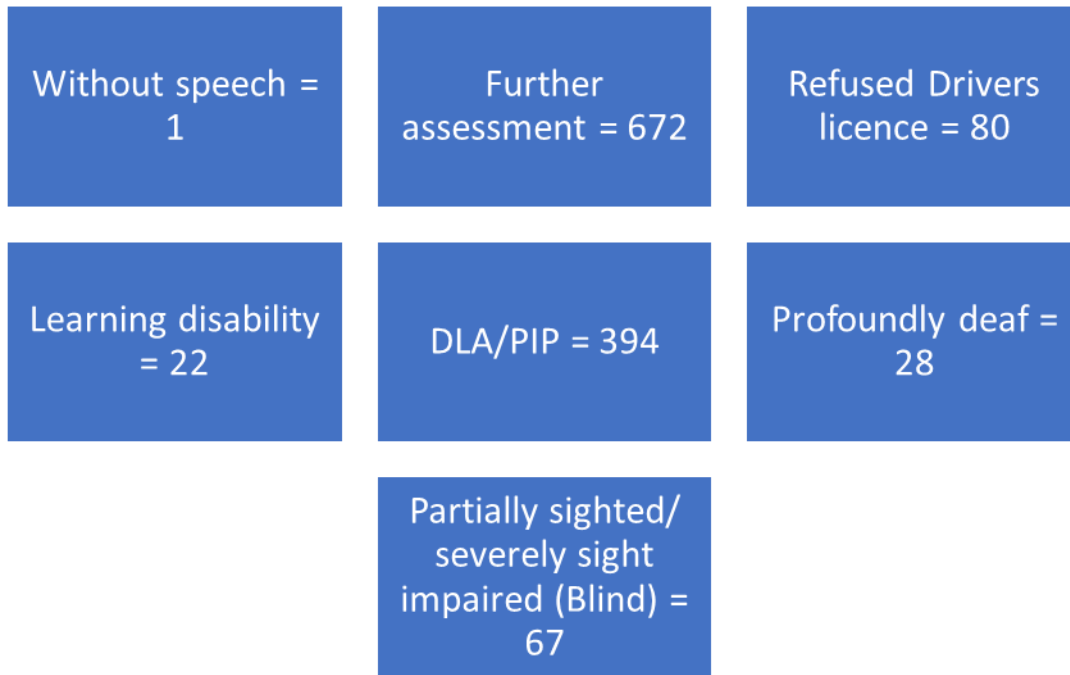 Without speech =
1
Further
assessment = 672
Refused Drivers
licence = 80
Learning disability
= 22
DLA/PIP = 394
Profoundly deaf =
28
Partially sighted/
severely sight
impaired (Blind) =
67